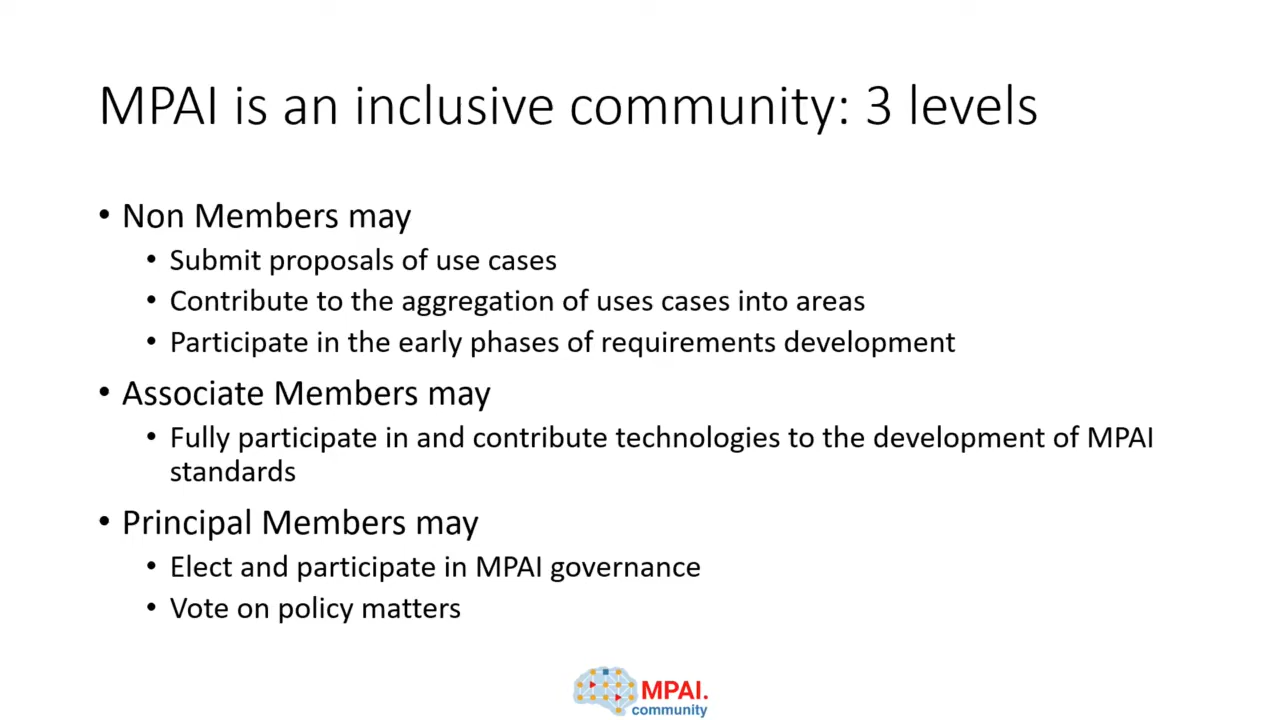 MPAI is an inclusive community: 3 levels
• Non Members may
• Submit proposals of use cases
• Contribute to the aggregation of uses cases into areas
• Participate in the early phases of requirements development
• Associate Members may
• Fully participate in and contribute technologies to the development of MPAI
standards
• Principal Members may
• Elect and participate in MPAI governance
• Vote on policy matters
MPAI.
community